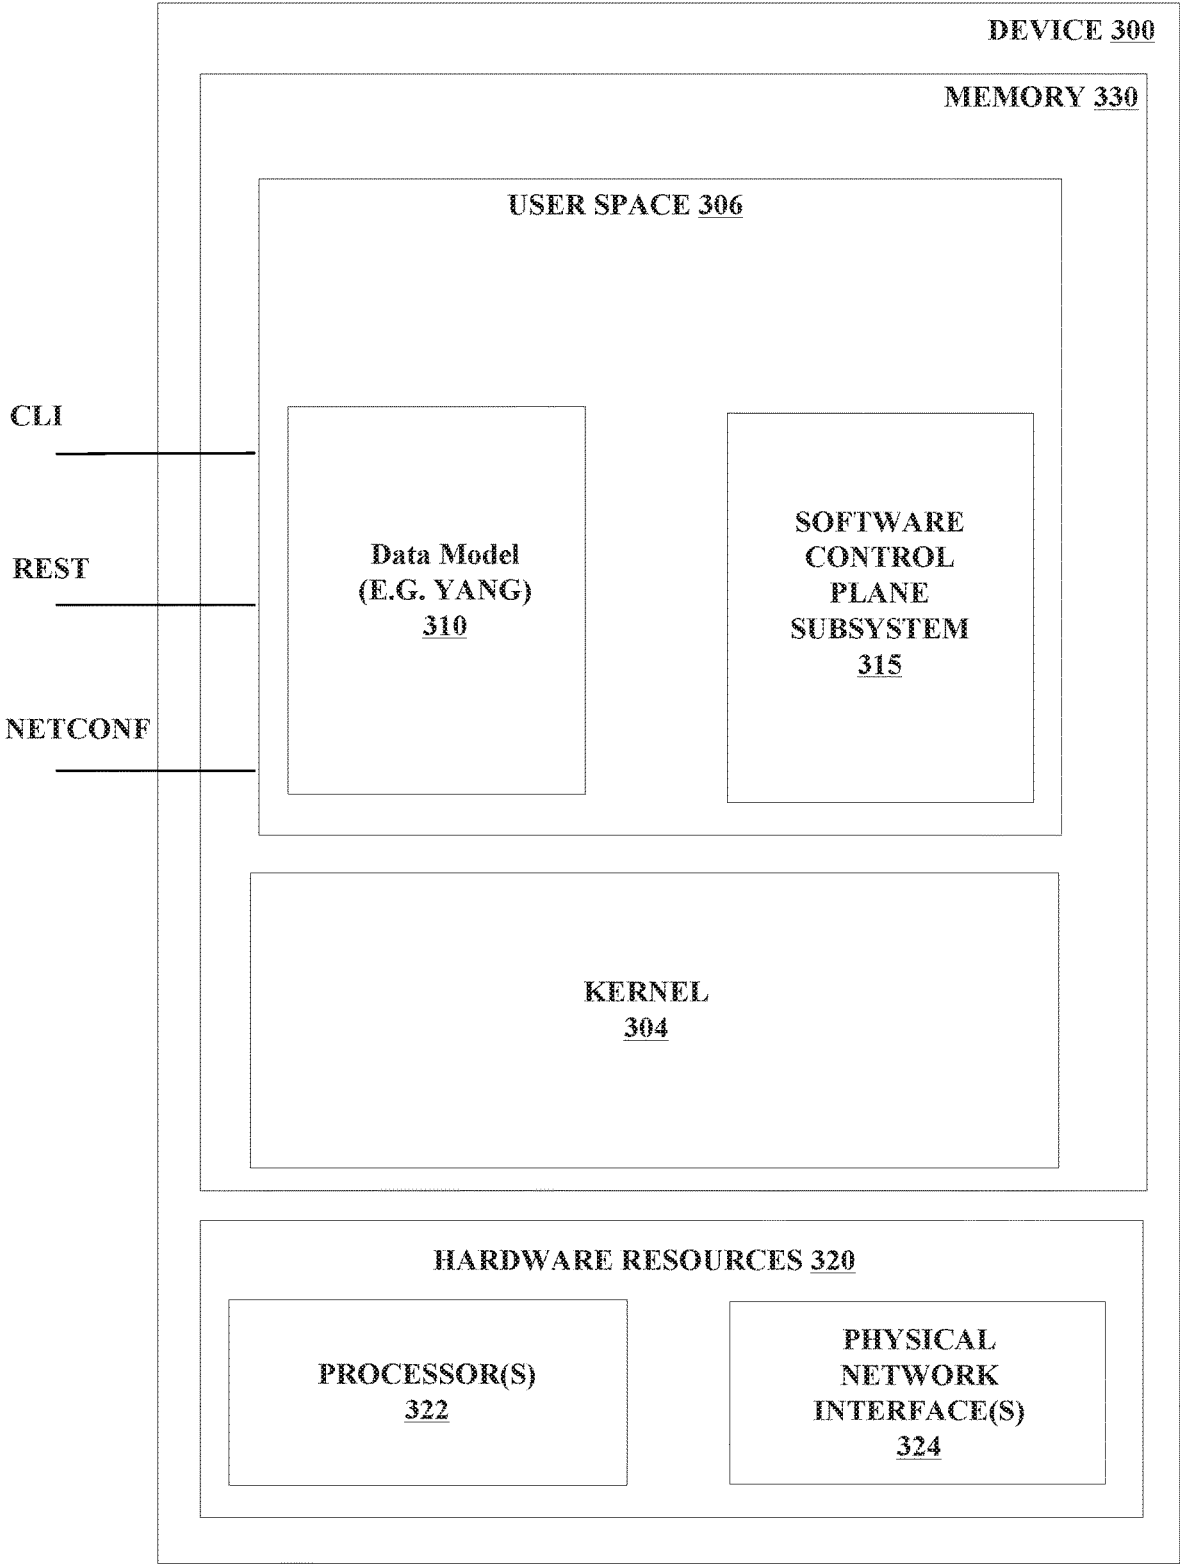 DEVICE 300
MEMORY 330
USER SPACE 306
CLI
REST
NETCONF
Data Model
(E.G. YANG)
310
SOFTWARE
CONTROL
PLANE
SUBSYSTEM
315
KERNEL
304
HARDWARE RESOURCES 320
PROCESSOR(S)
322
PHYSICAL
NETWORK
INTERFACE(S)
324